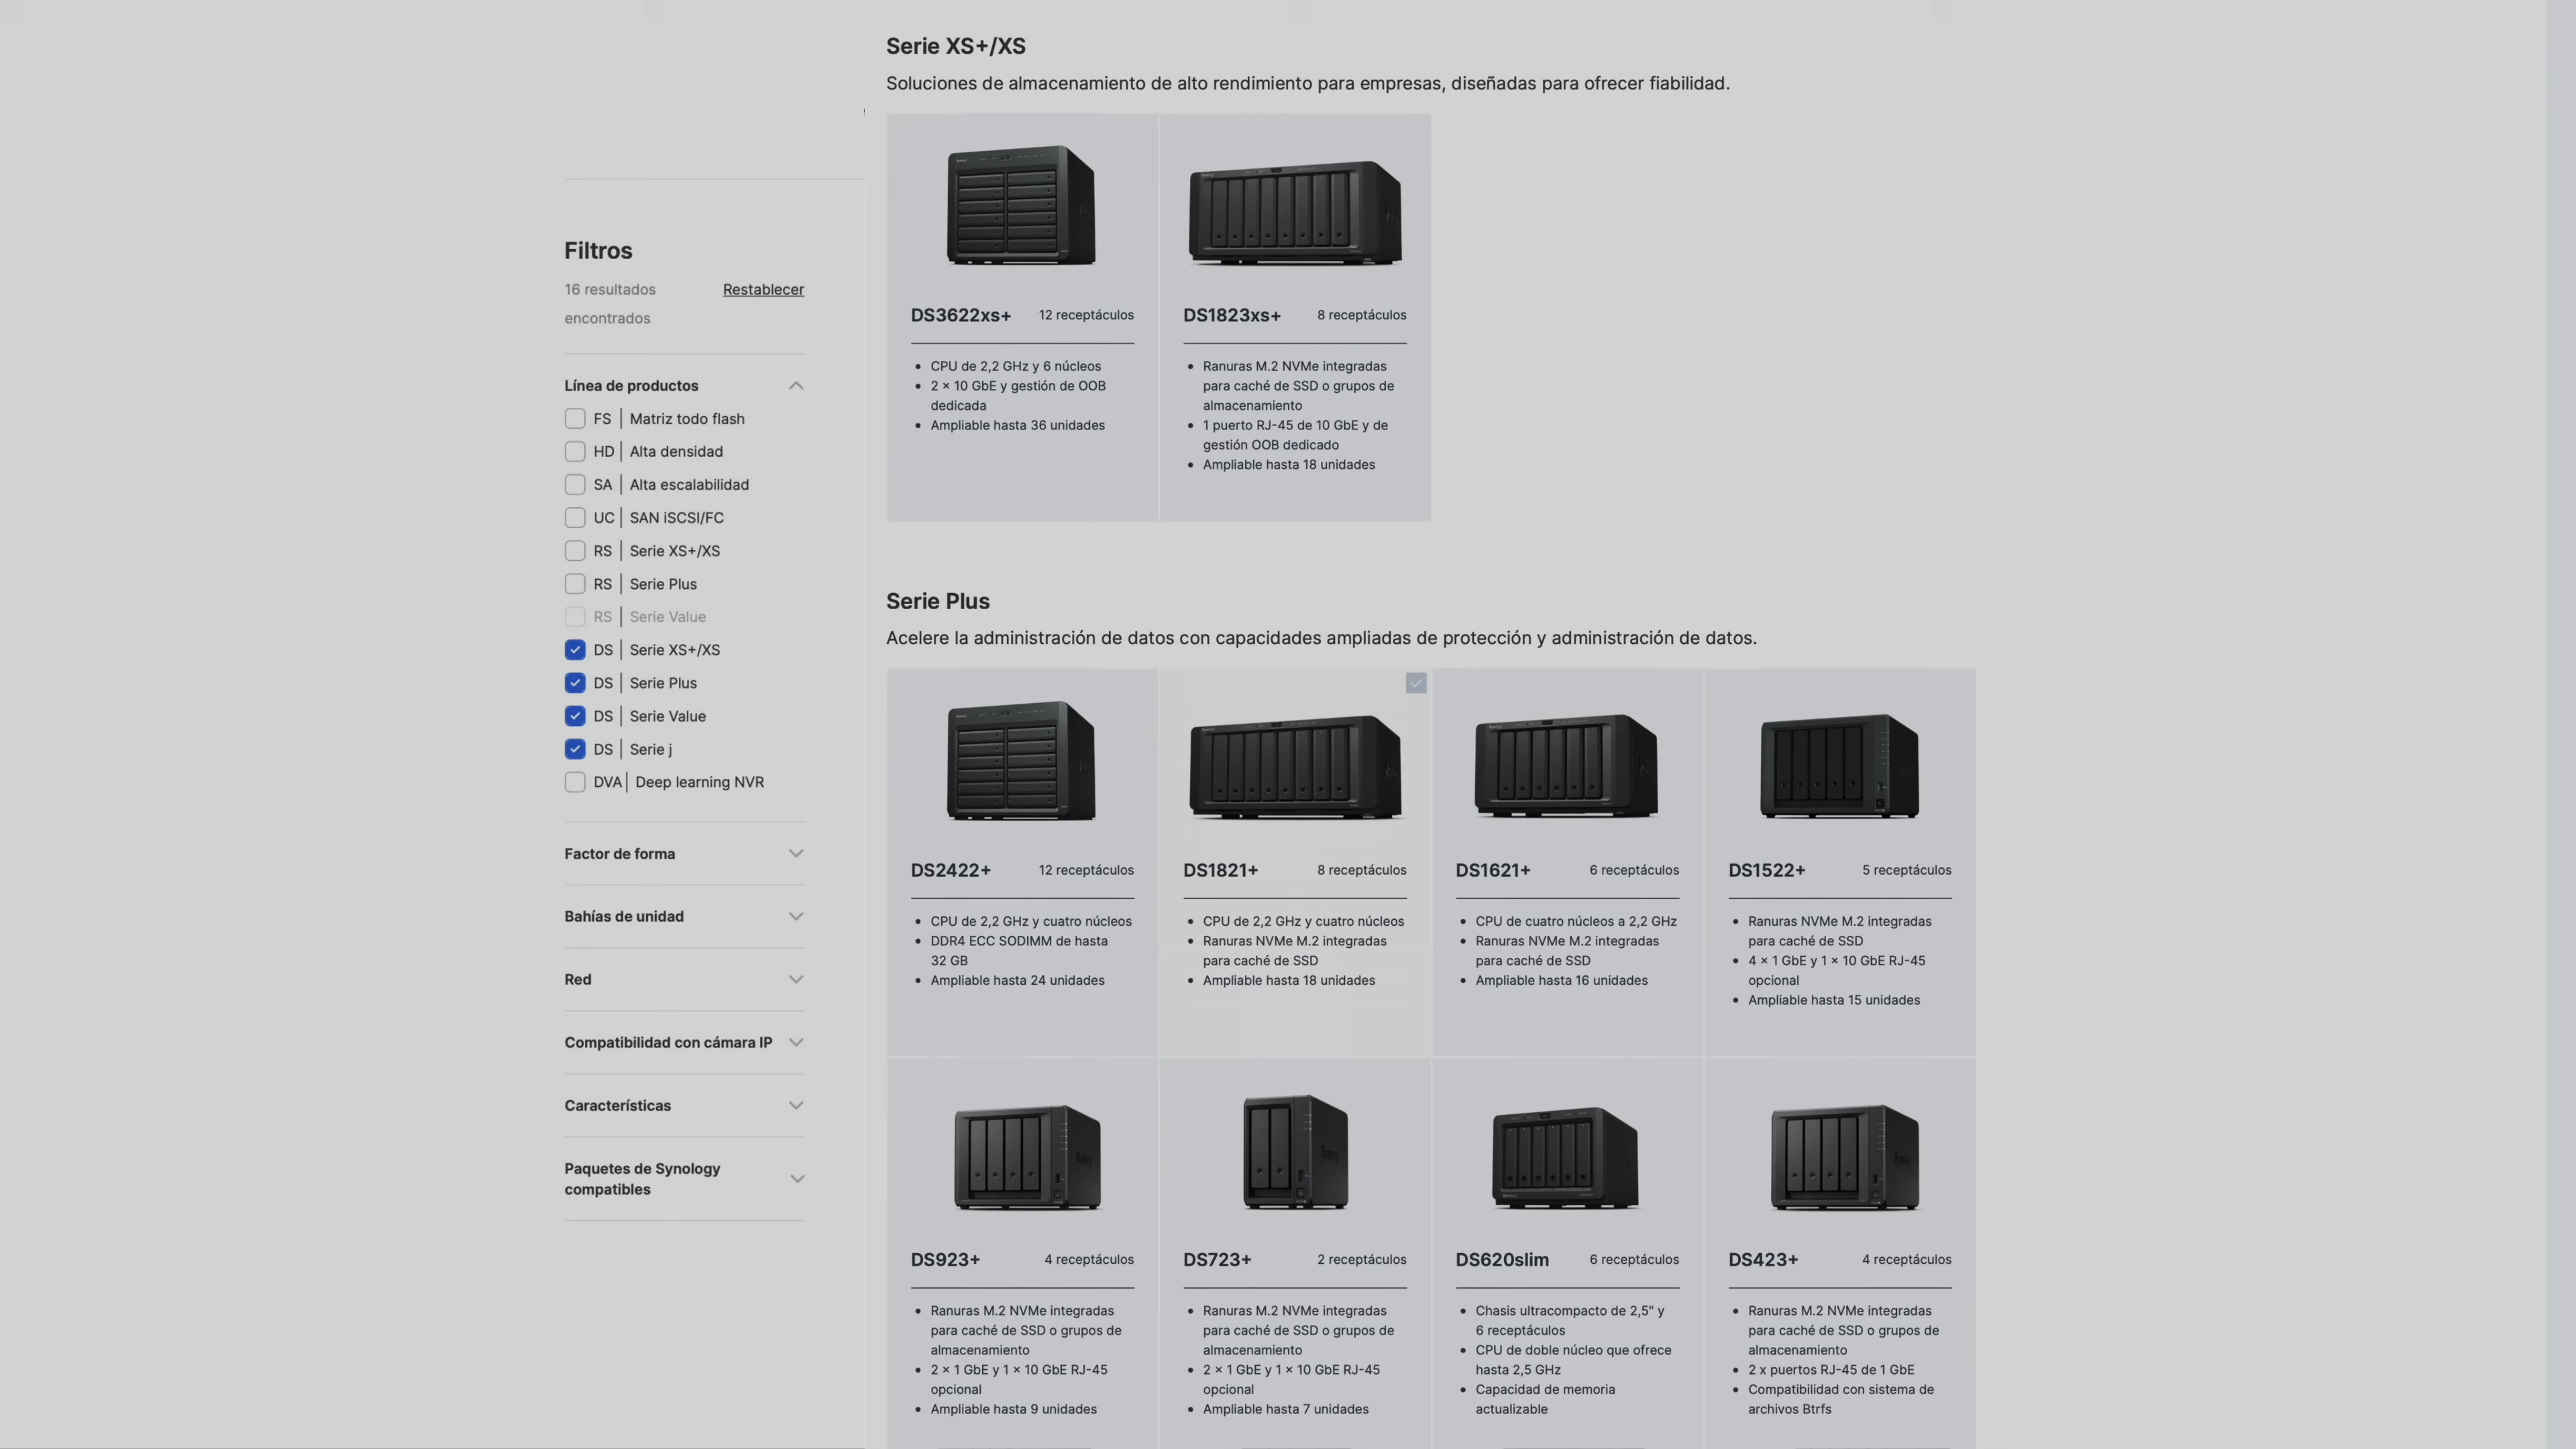 Filtros
16 resultados
encontrados
Restablecer
Línea de productos
FS | Matriz todo flash
HD | Alta densidad
SA | Alta escalabilidad
UC | SAN iSCSI/FC
RS | Serie XS+/XS
RS | Serie Plus
RS | Serie Value
DS | Serie XS+/XS
DS | Serie Plus
DS | Serie Value
DS | Serie j
DVA | Deep learning NVR
Factor de forma
Bahías de unidad
Red
Compatibilidad con cámara IP
Características
Paquetes de Synology
compatibles
Serie XS+/XS
Soluciones de almacenamiento de alto rendimiento para empresas, diseñadas para ofrecer fiabilidad.
DS3622xs+ 12 receptáculos
• CPU de 2,2 GHz y 6 núcleos
• 2 × 10 GbE y gestión de OOB
dedicada
• Ampliable hasta 36 unidades
DS1823xs+ 8 receptáculos
• Ranuras M.2 NVMe integradas
para caché de SSD o grupos de
almacenamiento
• 1 puerto RJ-45 de 10 GbE y de
gestión OOB dedicado
• Ampliable hasta 18 unidades
Serie Plus
Acelere la administración de datos con capacidades ampliadas de protección y administración de datos.
DS2422+ 12 receptáculos
• CPU de 2,2 GHz y cuatro núcleos
• DDR4 ECC SODIMM de hasta
32 GB
• Ampliable hasta 24 unidades
DS1821+ 8 receptáculos
• CPU de 2,2 GHz y cuatro núcleos
• Ranuras NVMe M.2 integradas
para caché de SSD
• Ampliable hasta 18 unidades
DS1621+ 6 receptáculos
• CPU de cuatro núcleos a 2,2 GHz
• Ranuras NVMe M.2 integradas
para caché de SSD
• Ampliable hasta 16 unidades
DS1522+ 5 receptáculos
• Ranuras NVMe M.2 integradas
para caché de SSD
• 4 × 1 GbE y 1 × 10 GbE RJ-45
opcional
• Ampliable hasta 15 unidades
DS923+ 4 receptáculos
• Ranuras M.2 NVMe integradas
para caché de SSD o grupos de
almacenamiento
• 2 × 1 GbE y 1 × 10 GbE RJ-45
opcional
• Ampliable hasta 9 unidades
DS723+ 2 receptáculos
• Ranuras M.2 NVMe integradas
para caché de SSD o grupos de
almacenamiento
• 2 × 1 GbE y 1 × 10 GbE RJ-45
opcional
• Ampliable hasta 7 unidades
DS620slim 6 receptáculos
• Chasis ultracompacto de 2,5" y
6 receptáculos
• CPU de doble núcleo que ofrece
hasta 2,5 GHz
• Capacidad de memoria
actualizable
DS423+ 4 receptáculos
• Ranuras M.2 NVMe integradas
para caché de SSD o grupos de
almacenamiento
• 2 x puertos RJ-45 de 1 GbE
• Compatibilidad con sistema de
archivos Btrfs